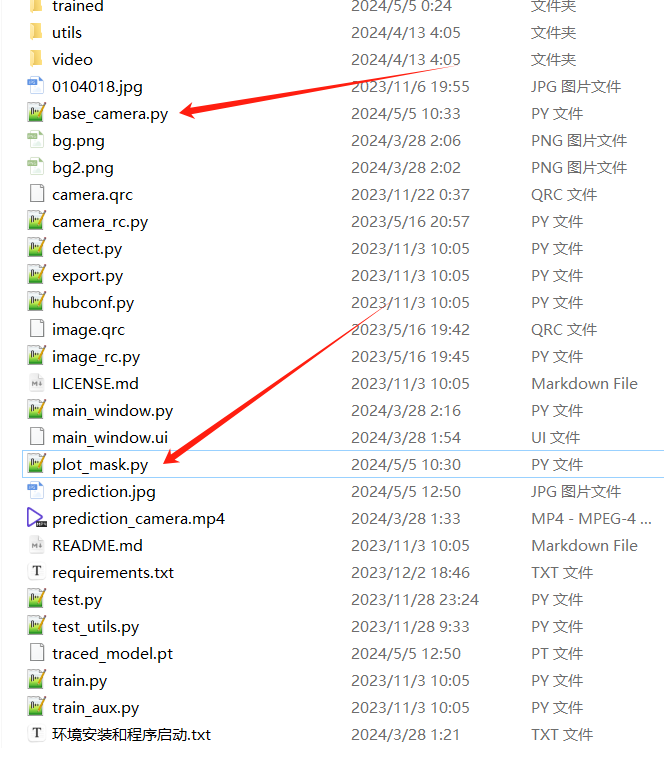 trained 2024/5/5 0:24 文件夹
utils 2024/4/13 4:05 文件夹
video 2024/4/13 4:05 文件夹
0104018.jpg 2023/11/6 19:55 JPG 图片文件
base_camera.py 2024/5/5 10:33 PY 文件
bg.png 2024/3/28 2:06 PNG 图片文件
bg2.png 2024/3/28 2:02 PNG 图片文件
camera.qrc 2023/11/22 0:37 QRC 文件
camera_rc.py 2023/5/16 20:57 PY 文件
detect.py 2023/11/3 10:05 PY 文件
export.py 2023/11/3 10:05 PY 文件
hubconf.py 2023/11/3 10:05 PY 文件
image.qrc 2023/5/16 19:42 QRC 文件
image_rc.py 2023/5/16 19:45 PY 文件
LICENSE.md 2023/11/3 10:05 Markdown File
main_window.py 2024/3/28 2:16 PY 文件
main_window.ui 2024/3/28 1:54 UI 文件
plot_mask.py 2024/5/5 10:30 PY 文件
prediction.jpg 2024/5/5 12:50 JPG 图片文件
prediction_camera.mp4 2024/3/28 1:33 MP4 - MPEG-4 ...
README.md 2023/11/3 10:05 Markdown File
requirements.txt 2023/12/2 18:46 TXT 文件
test.py 2023/11/28 23:24 PY 文件
test_utils.py 2023/11/28 9:33 PY 文件
traced_model.pt 2024/5/5 12:50 PT 文件
train.py 2023/11/3 10:05 PY 文件
train_aux.py 2023/11/3 10:05 PY 文件
环境安装和程序启动.txt 2024/3/28 1:21 TXT 文件